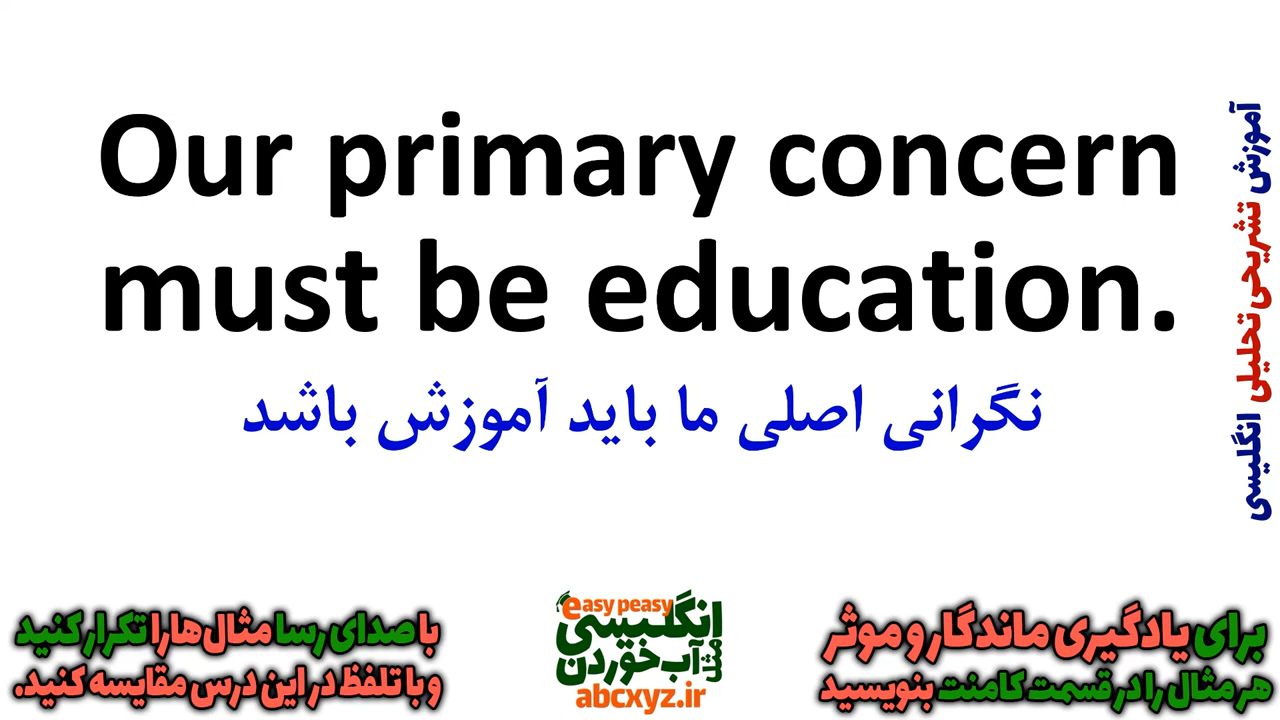 Our primary concern
must be education.
نگرانی اصلی ما باید آموزش باشد
آموزش تشریحی تحلیلی انگلیسی
با صدای رسا مثال‌ها را تکرار کنید
و با تلفظ در این درس مقایسه کنید.
easy peasy
انگلیسی
مثل آب خوردن
abcxyz.ir
برای یادگیری ماندگار و موثر
هر مثال را در قسمت کامنت بنویسید